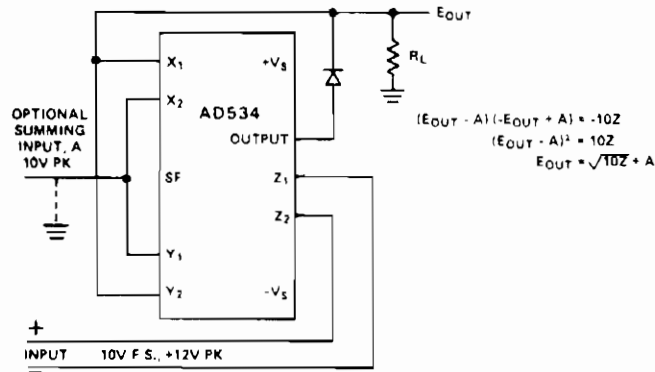 EOUT
X1
+VS
RL
X2
AD534
OPTIONAL
SUMMING
INPUT, A
10V PK
OUTPUT
(EOUT - A) (-EOUT + A) = -10Z
(EOUT - A)² = 10Z
EOUT = √10Z + A
SF
Z1
Z2
Y1
Y2
-VS
+
INPUT 10V F S., +12V PK
−